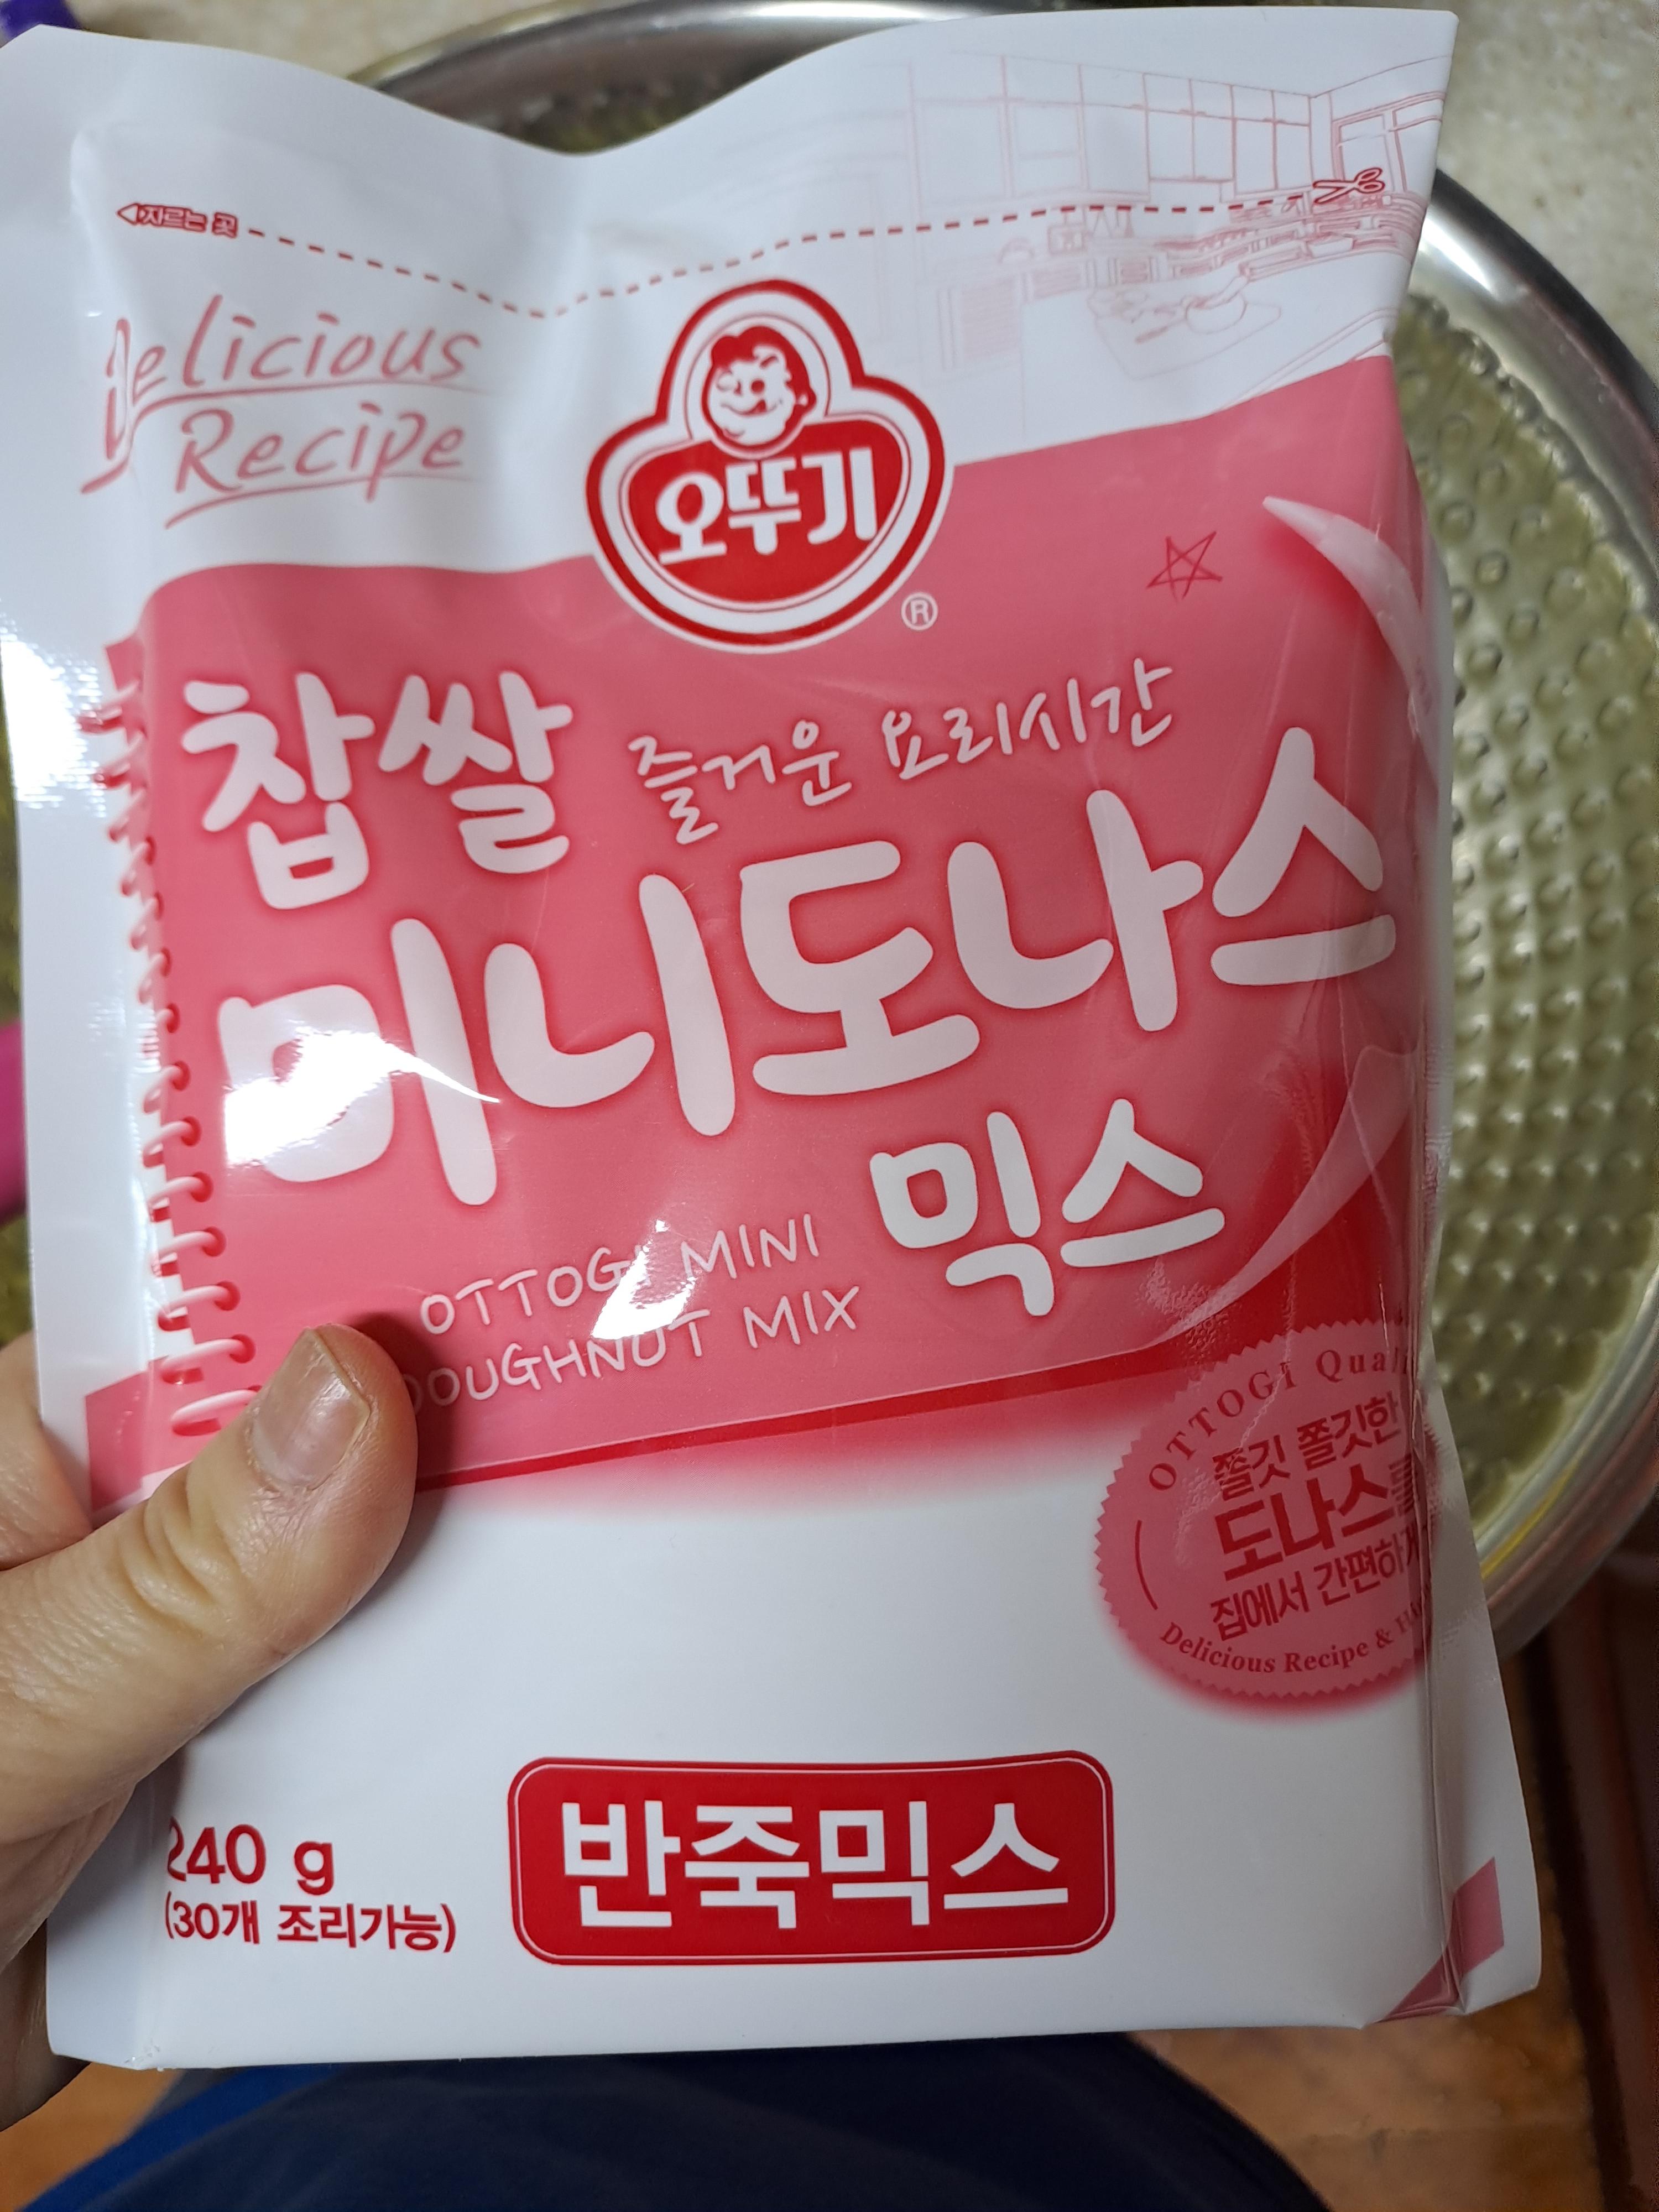 자르는 곳
Delicious
Recipe
오뚜기
®
찹쌀 즐거운 요리시간
미니도나스
믹스
OTTOGI MINI
DOUGHNUT MIX
OTTOGI
쫄깃 쫄깃한
도나스를
집에서 간편하게
Delicious Recipe &
240 g
(30개 조리가능)
반죽믹스